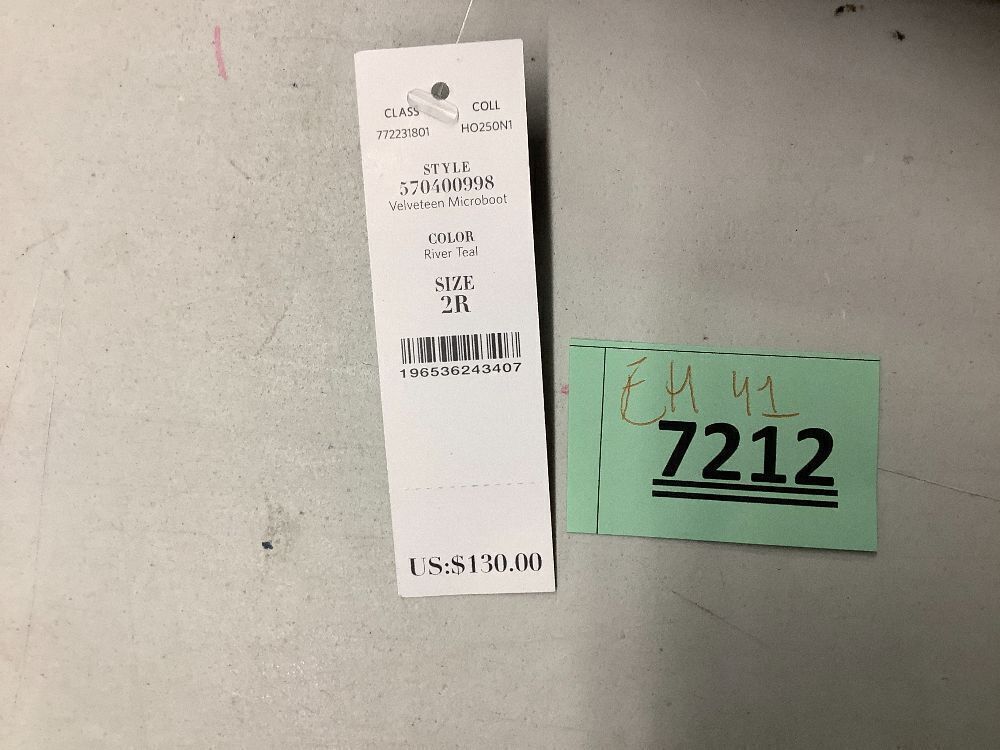 CLASS COLL
772231801 HO250N1
STYLE
570400998
Velveteen Microboot
COLOR
River Teal
SIZE
2R
196536243407
US:$130.00
EH 41
7212